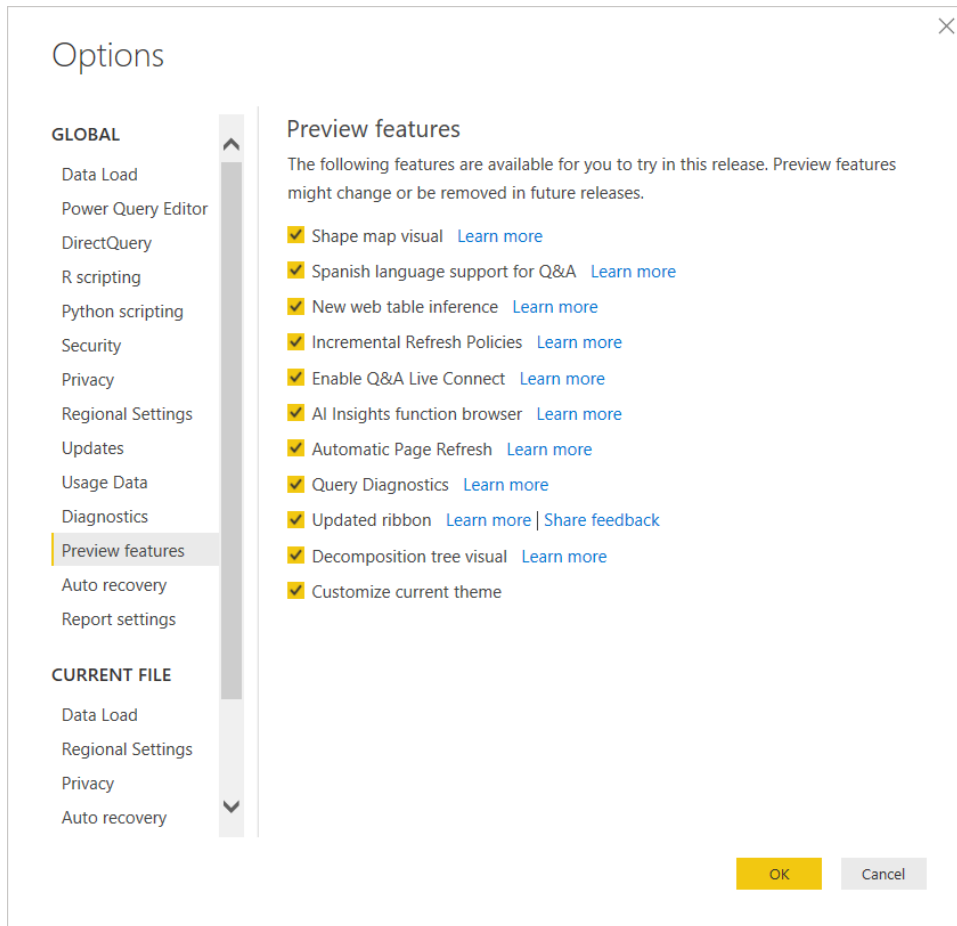 Options
GLOBAL
Data Load
Power Query Editor
DirectQuery
R scripting
Python scripting
Security
Privacy
Regional Settings
Updates
Usage Data
Diagnostics
Preview features
Auto recovery
Report settings
CURRENT FILE
Data Load
Regional Settings
Privacy
Auto recovery
Preview features
The following features are available for you to try in this release. Preview features
might change or be removed in future releases.
Shape map visual Learn more
Spanish language support for Q&A Learn more
New web table inference Learn more
Incremental Refresh Policies Learn more
Enable Q&A Live Connect Learn more
AI Insights function browser Learn more
Automatic Page Refresh Learn more
Query Diagnostics Learn more
Updated ribbon Learn more | Share feedback
Decomposition tree visual Learn more
Customize current theme
OK Cancel